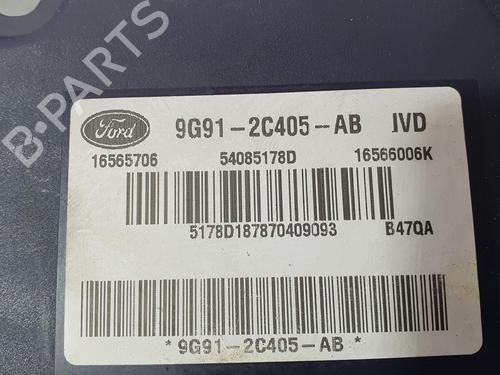 B-PARTS
Ford 9G91-2C405-AB IVD
16565706 54085178D 16566006K
5178D187870409093 B47QA
*9G91-2C405-AB*